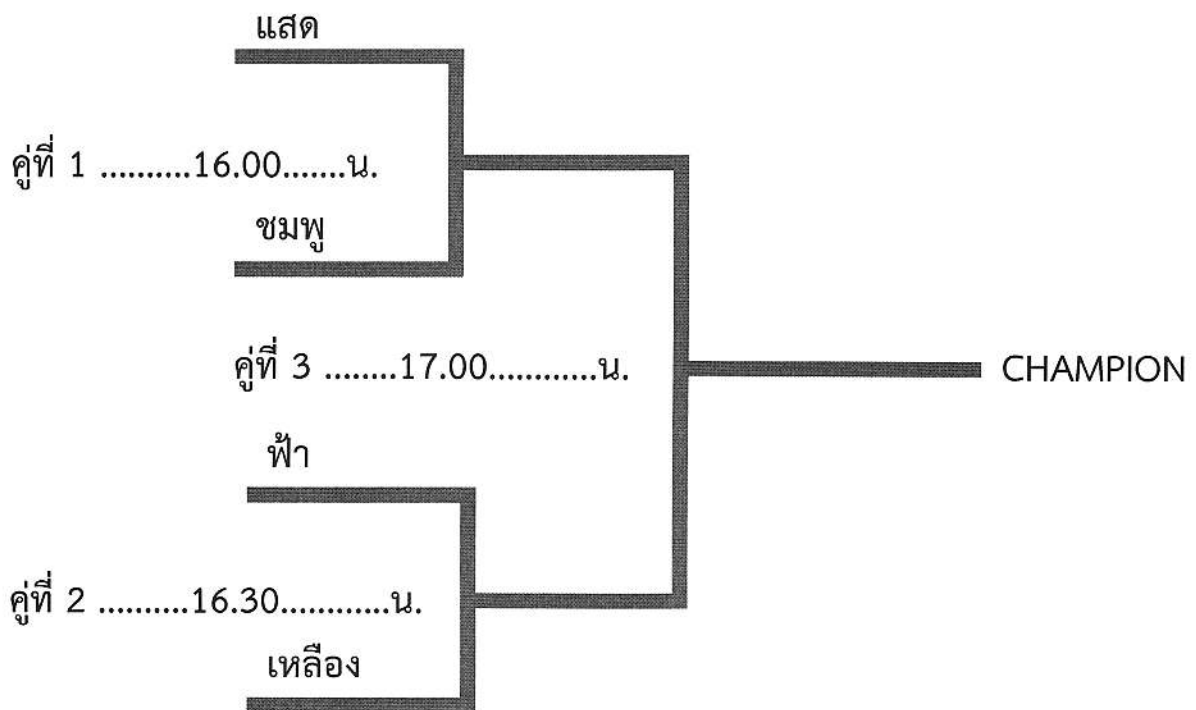 แสด
คู่ที่ 1 ..........16.00.......น.
ชมพู
คู่ที่ 3 ........17.00............น.
CHAMPION
ฟ้า
คู่ที่ 2 ..........16.30............น.
เหลือง